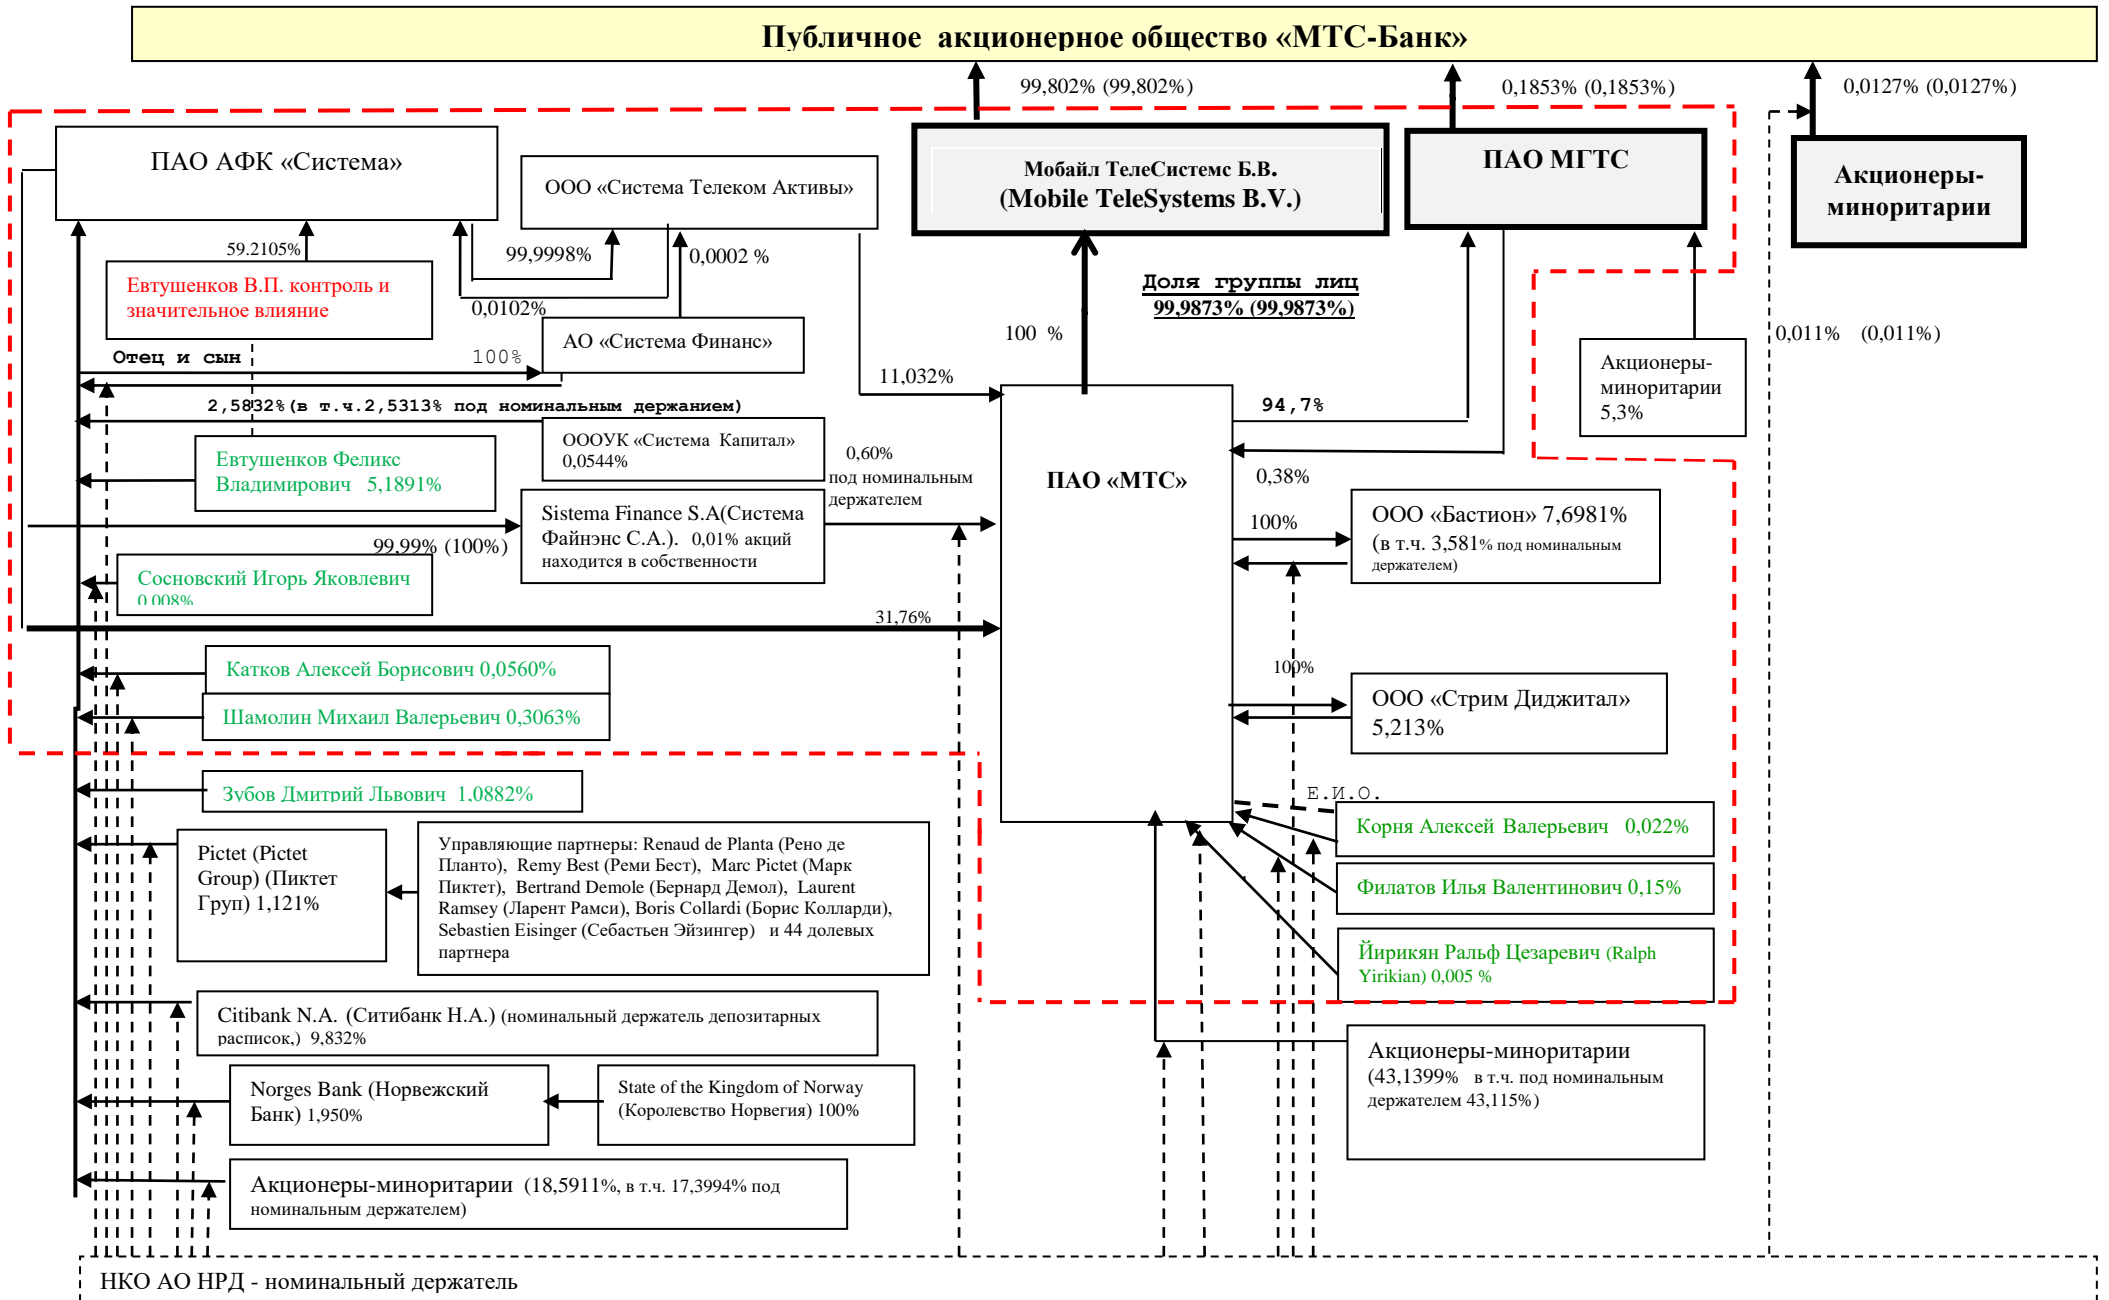 Публичное акционерное общество «МТС-Банк»
99,802% (99,802%)
0,1853% (0,1853%)
0,0127% (0,0127%)
ПАО АФК «Система»
ООО «Система Телеком Активы»
Мобайл ТелеСистемс Б.В.
(Mobile TeleSystems B.V.)
ПАО МГТС
Акционеры-
миноритарии
59.2105%
99,9998%
0,0002 %
Евтушенков В.П. контроль и
значительное влияние
0,0102%
Доля группы лиц
99,9873% (99,9873%)
100 %
0,011% (0,011%)
АО «Система Финанс»
Отец и сын
100%
11,032%
Акционеры-
миноритарии
5,3%
2,5832%(в т.ч.2,5313% под номинальным держанием)
94,7%
ОООУК «Система Капитал»
0,0544%
0,60%
под номинальным
держателем
Евтушенков Феликс
Владимирович 5,1891%
ПАО «МТС»
0,38%
Sistema Finance S.A(Система
Файнэнс С.А.). 0,01% акций
находится в собственности
99,99% (100%)
100%
ООО «Бастион» 7,6981%
(в т.ч. 3,581% под номинальным
держателем)
Сосновский Игорь Яковлевич
0,008%
31,76%
Катков Алексей Борисович 0,0560%
100%
Шамолин Михаил Валерьевич 0,3063%
ООО «Стрим Диджитал»
5,213%
Зубов Дмитрий Львович 1,0882%
Е.И.О.
Корня Алексей Валерьевич 0,022%
Pictet (Pictet
Group) (Пиктет
Груп) 1,121%
Управляющие партнеры: Renaud de Planta (Рено де
Планто), Remy Best (Реми Бест), Marc Pictet (Марк
Пиктет), Bertrand Demole (Бернард Демол), Laurent
Ramsey (Ларент Рамси), Boris Collardi (Борис Колларди),
Sebastien Eisinger (Себастьен Эйзингер) и 44 долевых
партнера
Филатов Илья Валентинович 0,15%
Йирикян Ральф Цезаревич (Ralph
Yirikian) 0,005 %
Citibank N.A. (Ситибанк Н.А.) (номинальный держатель депозитарных
расписок,) 9,832%
Акционеры-миноритарии
(43,1399% в т.ч. под номинальным
держателем 43,115%)
Norges Bank (Норвежский
Банк) 1,950%
State of the Kingdom of Norway
(Королевство Норвегия) 100%
Акционеры-миноритарии (18,5911%, в т.ч. 17,3994% под
номинальным держателем)
НКО АО НРД - номинальный держатель